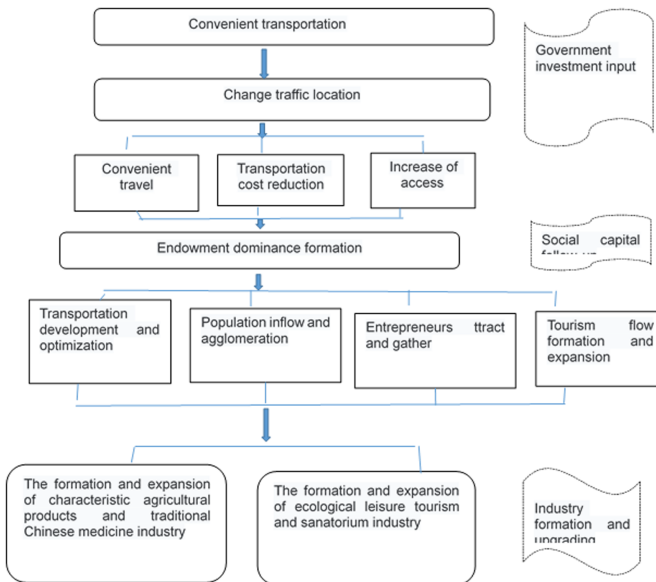 Convenient transportation
Government
investment input
Change traffic location
Convenient
travel
Transportation
cost reduction
Increase of
access
Endowment dominance formation
Social capital
Transportation
development and
optimization
Population inflow and
agglomeration
Entrepreneurs ttract
and gather
Tourism flow
formation and
expansion
The formation and expansion
of characteristic agricultural
products and traditional
Chinese medicine industry
The formation and expansion
of ecological leisure tourism
and sanatorium industry
Industry
formation and
upgrading